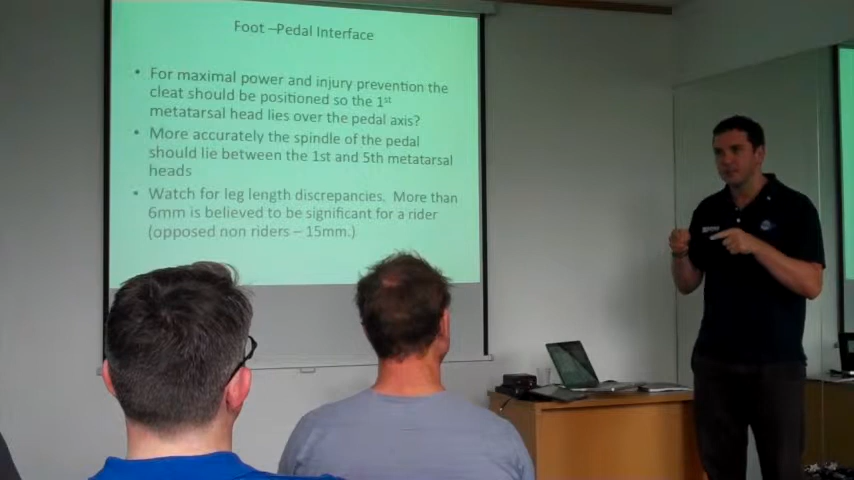 Foot –Pedal Interface
• For maximal power and injury prevention the
cleat should be positioned so the 1st
metatarsal head lies over the pedal axis?
• More accurately the spindle of the pedal
should lie between the 1st and 5th metatarsal
heads
• Watch for leg length discrepancies. More than
6mm is believed to be significant for a rider
(opposed non riders – 15mm.)